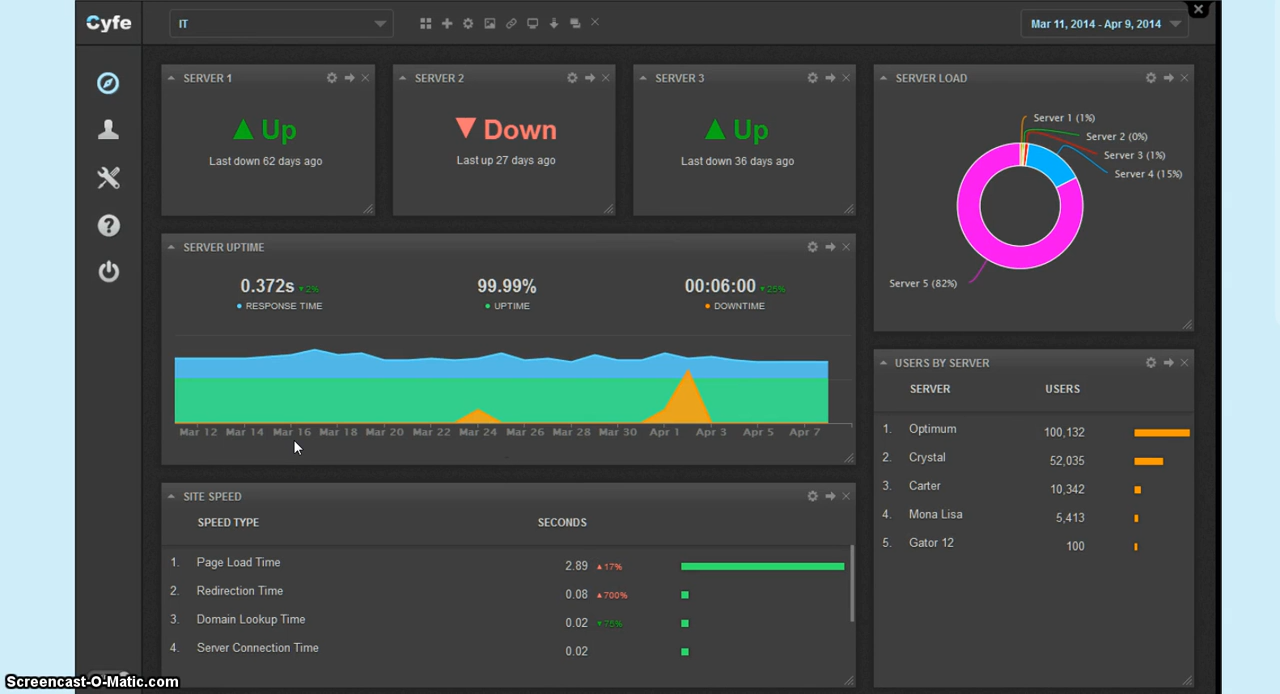 Cyfe
IT
Mar 11, 2014 - Apr 9, 2014
SERVER 1
Up
Last down 62 days ago
SERVER 2
Down
Last up 27 days ago
SERVER 3
Up
Last down 36 days ago
SERVER LOAD
Server 1 (1%)
Server 2 (0%)
Server 3 (1%)
Server 4 (15%)
Server 5 (82%)
SERVER UPTIME
0.372s ▼2%
RESPONSE TIME
99.99%
UPTIME
00:06:00 ▼25%
DOWNTIME
Mar 12 Mar 14 Mar 16 Mar 18 Mar 20 Mar 22 Mar 24 Mar 26 Mar 28 Mar 30 Apr 1 Apr 3 Apr 5 Apr 7
USERS BY SERVER
SERVER USERS
1. Optimum 100,132
2. Crystal 52,035
3. Carter 10,342
4. Mona Lisa 5,413
5. Gator 12 100
SITE SPEED
SPEED TYPE SECONDS
1. Page Load Time 2.89 ▲17%
2. Redirection Time 0.08 ▲700%
3. Domain Lookup Time 0.02 ▼75%
4. Server Connection Time 0.02
Screencast-O-Matic.com